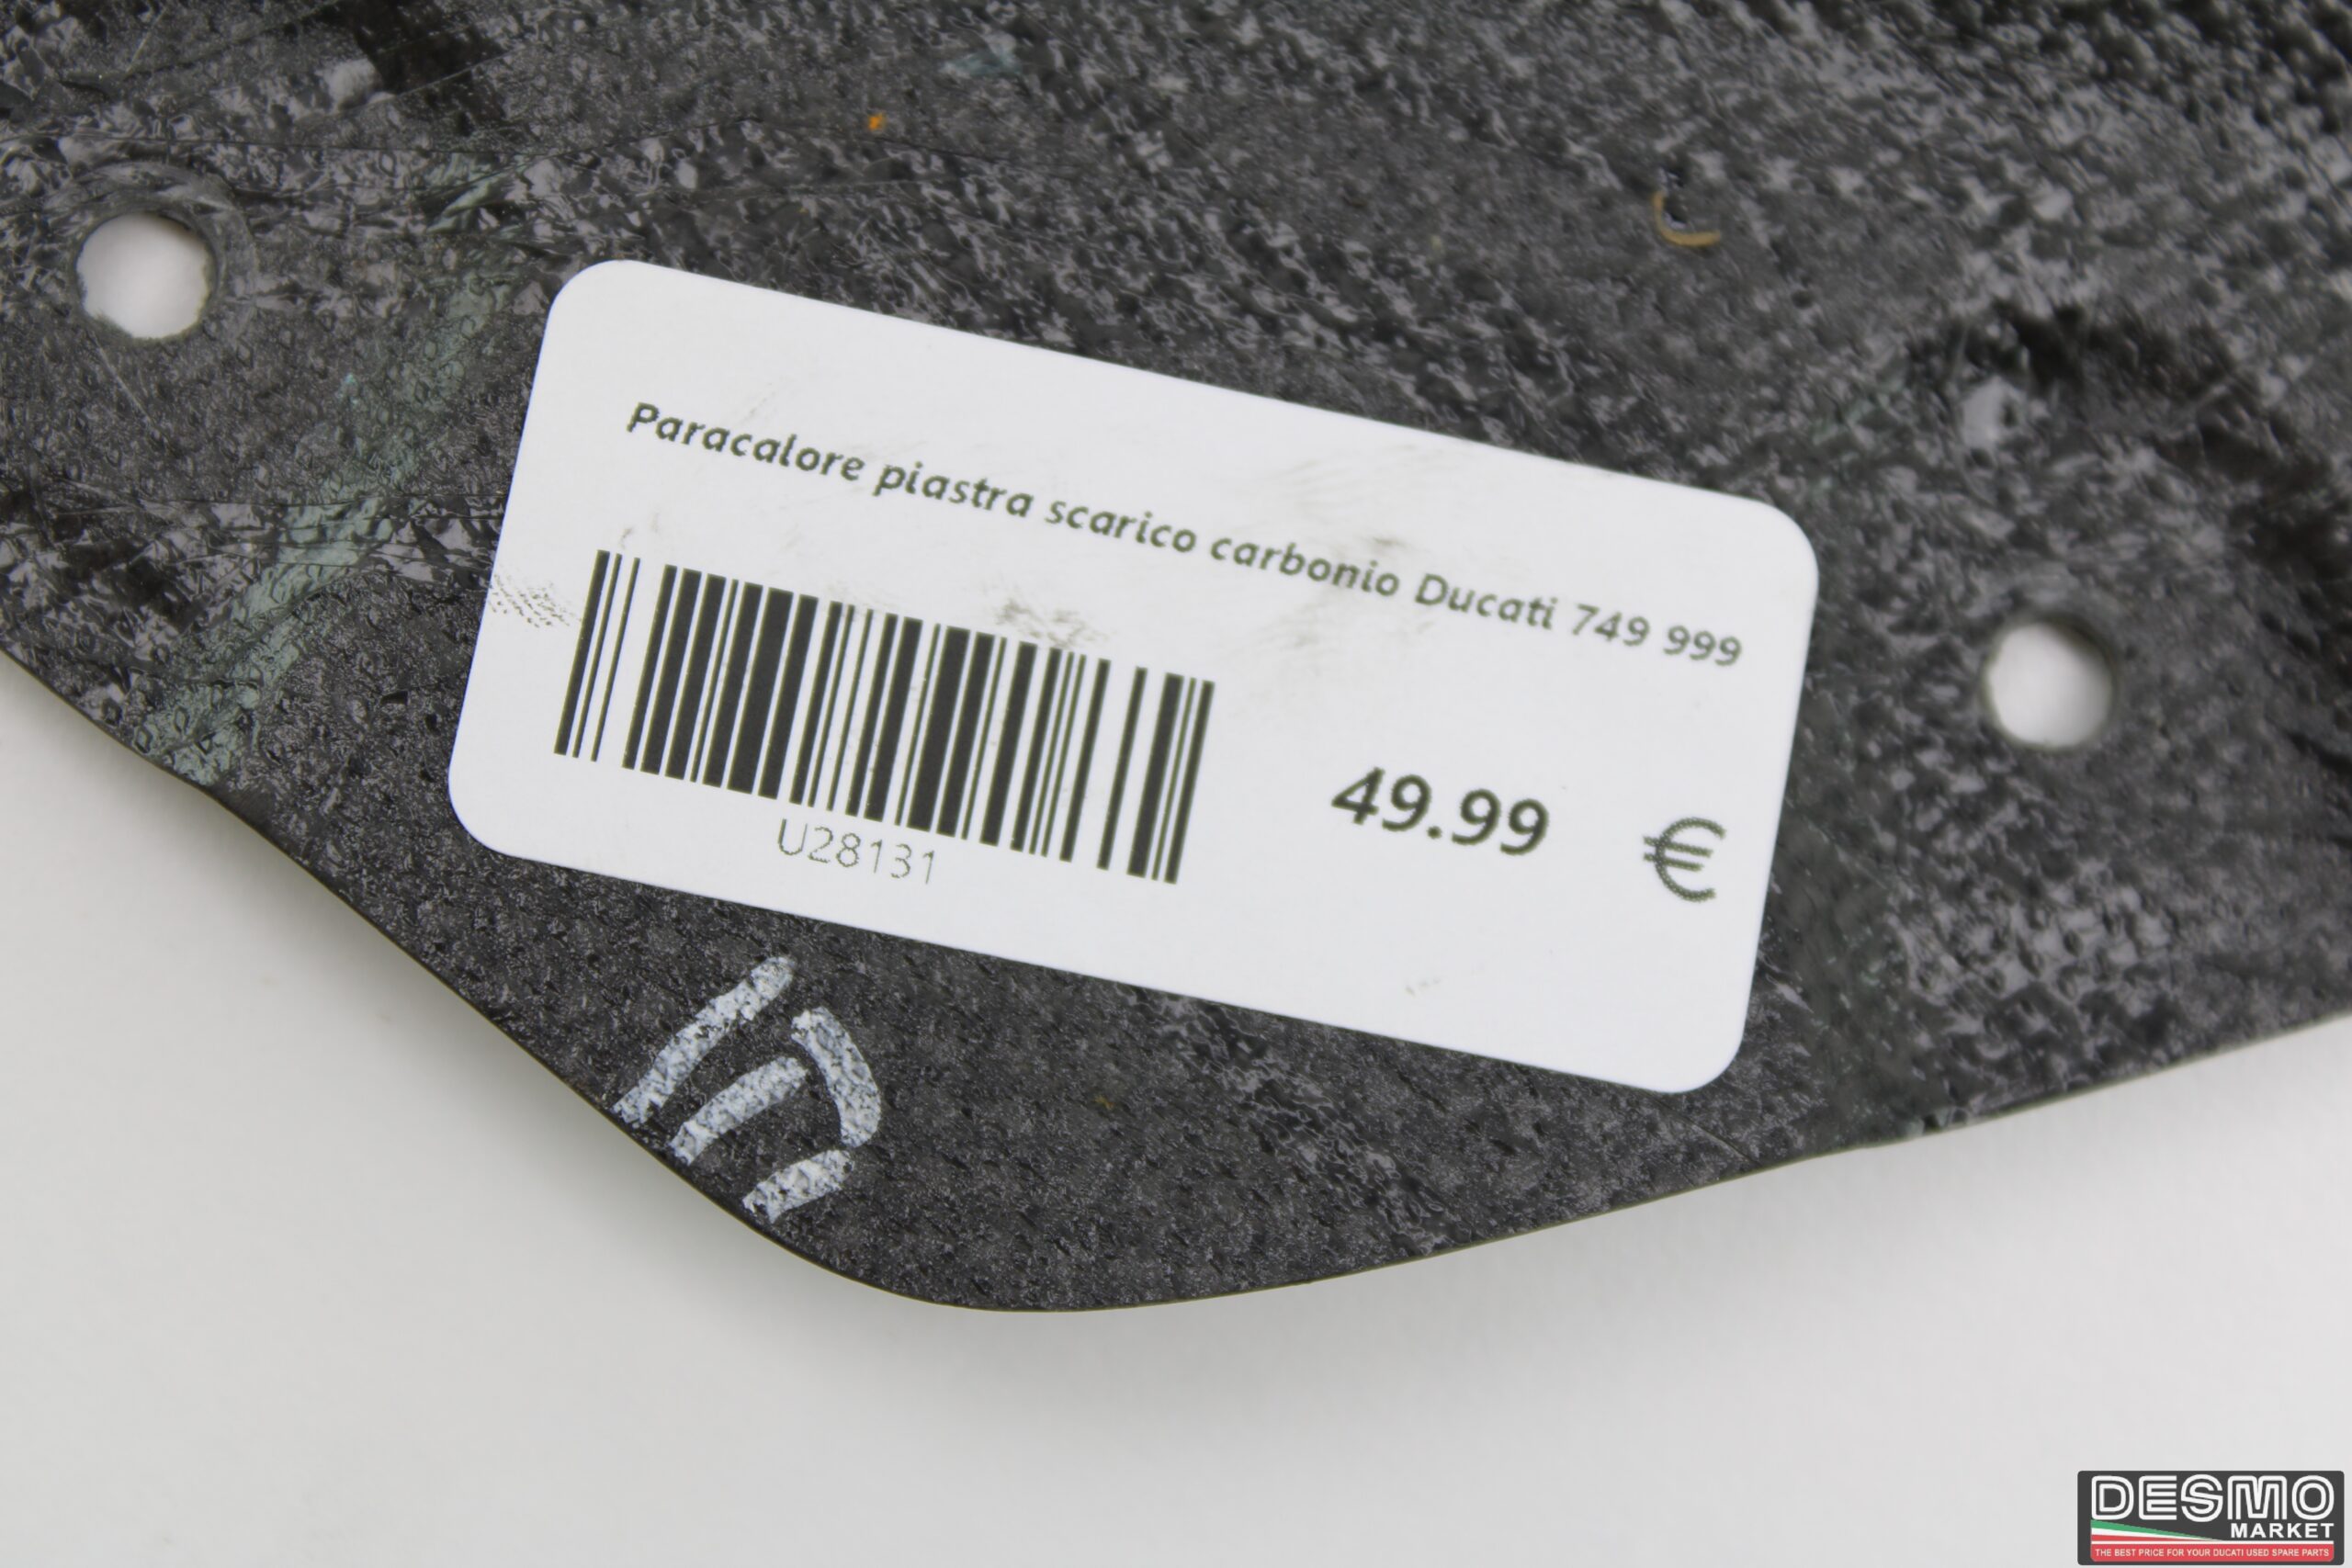 Paracalore piastra scarico carbonio Ducati 749 999
49.99 €
U28131
DESMO
MARKET
THE BEST PRICE FOR YOUR DUCATI USED SPARE PARTS